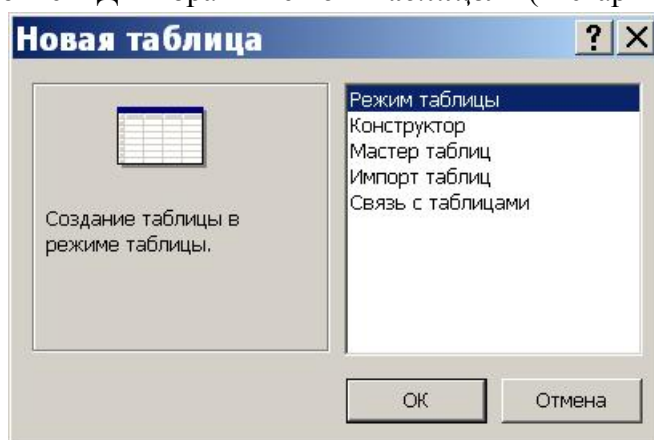 Новая таблица
Режим таблицы
Конструктор
Мастер таблиц
Импорт таблиц
Связь с таблицами
Создание таблицы в
режиме таблицы.
ОК
Отмена